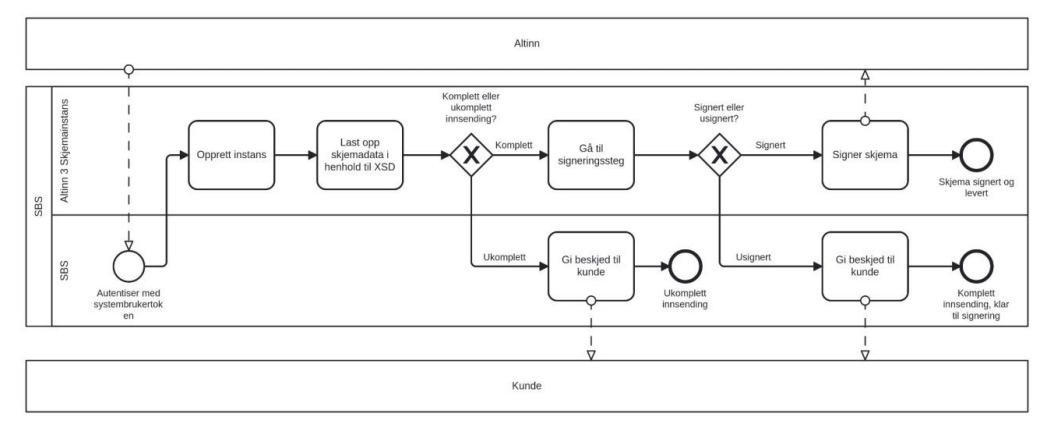 Altinn
SBS
Altinn 3 Skjemainstans
Opprett instans
Last opp
skjemadata i
henhold til XSD
Komplett eller
ukomplett
innsending?
Komplett
Gå til
signeringssteg
Signert eller
usignert?
Signert
Signer skjema
Skjema signert og
levert
SBS
Autentiser med
systembrukertok
en
Ukomplett
Gi beskjed til
kunde
Ukomplett
innsending
Usignert
Gi beskjed til
kunde
Komplett
innsending, klar
til signering
Kunde